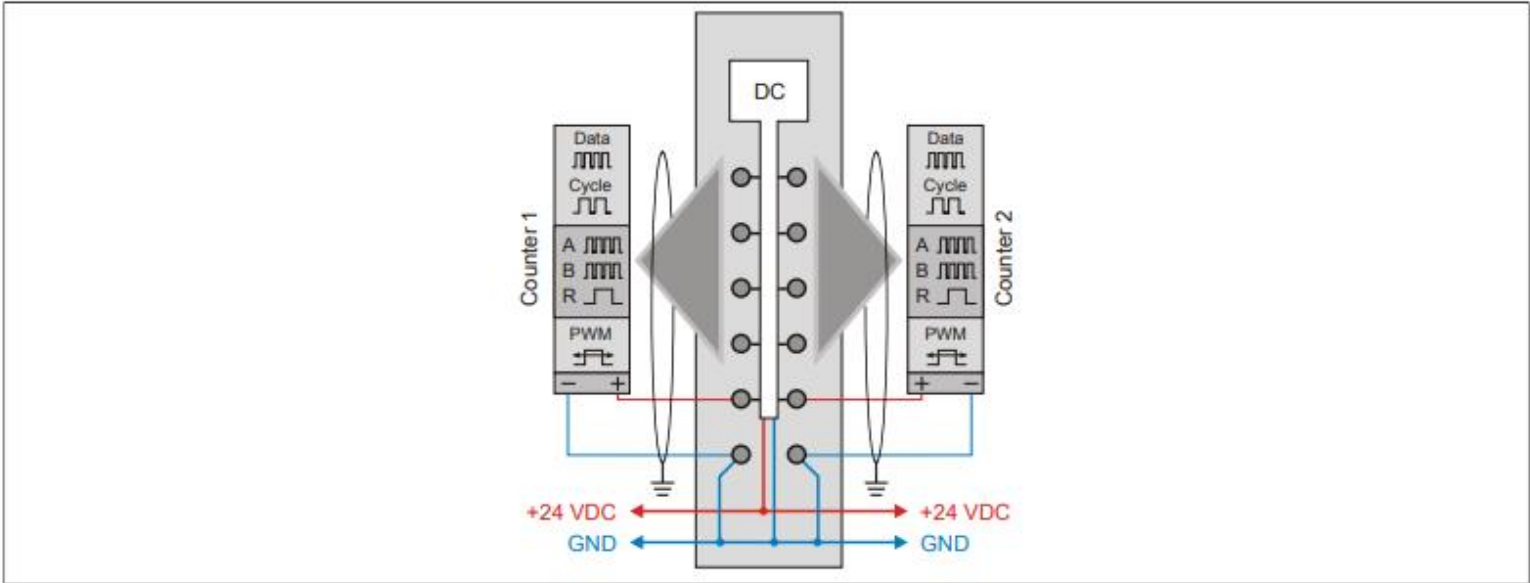 DC
Counter 1
Data
Cycle
A
B
R
PWM
− +
Data
Cycle
A
B
R
PWM
+ −
Counter 2
+24 VDC
+24 VDC
GND
GND